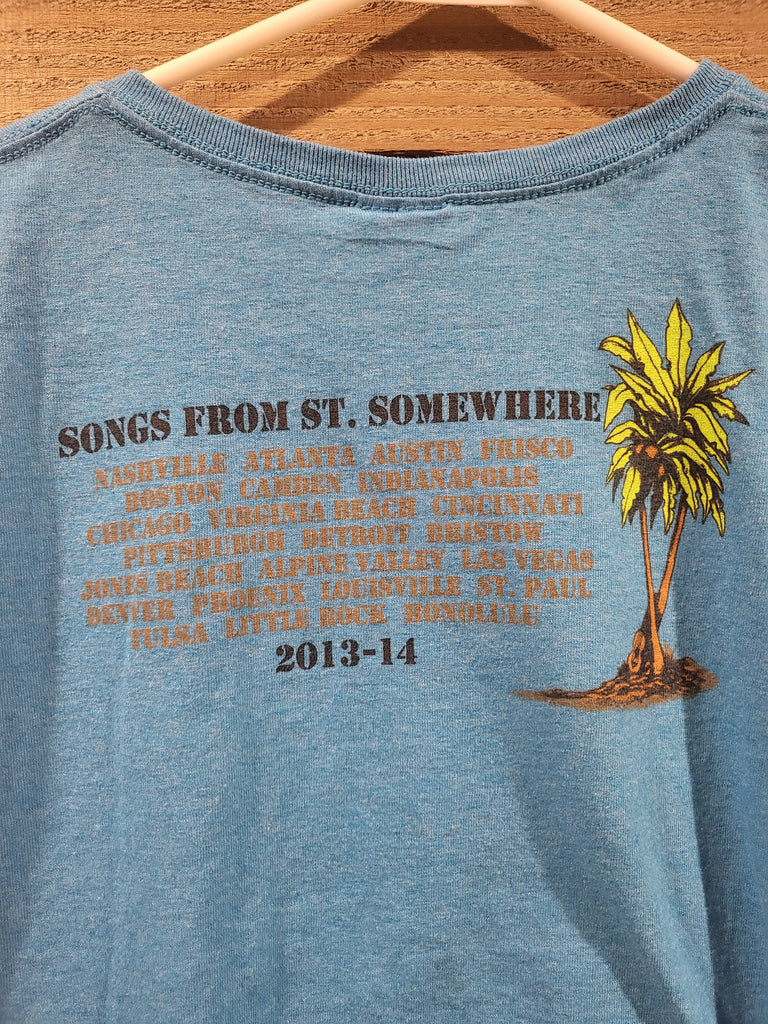 SONGS FROM ST. SOMEWHERE
NASHVILLE ATLANTA AUSTIN FRISCO
BOSTON CAMDEN INDIANAPOLIS
CHICAGO VIRGINIA BEACH CINCINNATI
PITTSBURGH DETROIT BRISTOW
JONES BEACH ALPINE VALLEY LAS VEGAS
DENVER PHOENIX LOUISVILLE ST. PAUL
TULSA LITTLE ROCK HONOLULU
2013-14